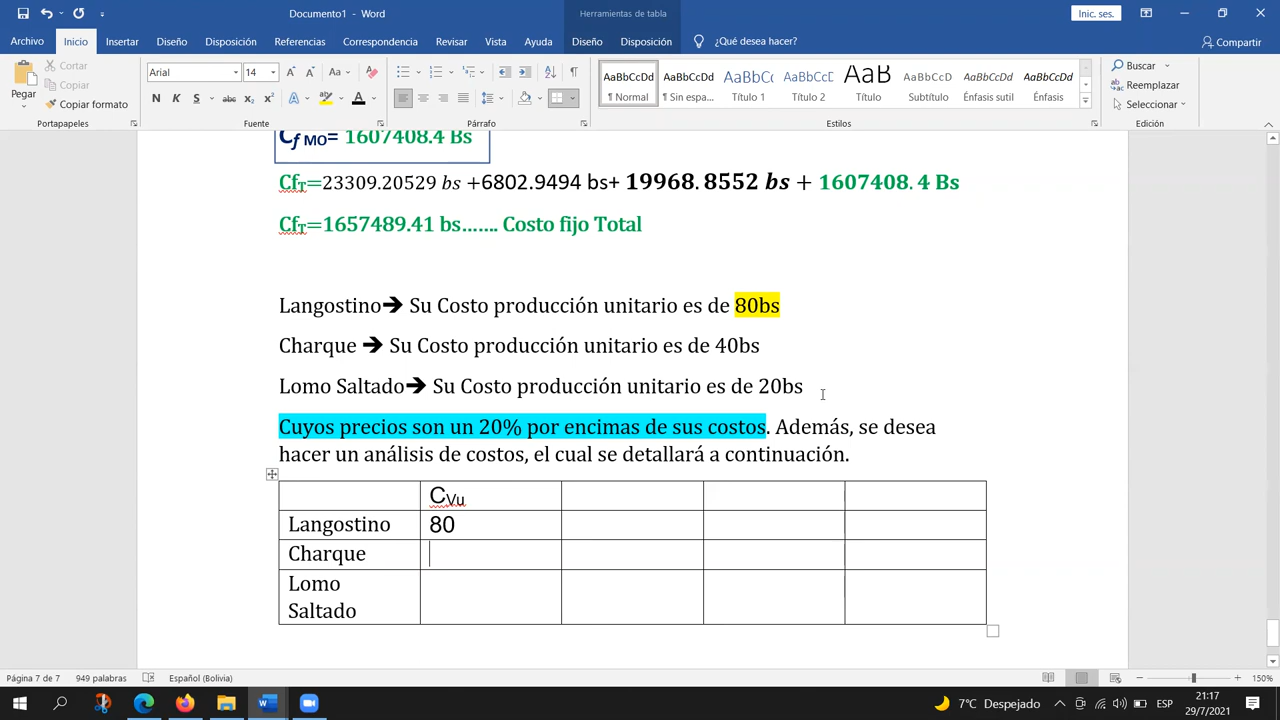 Documento1 - Word
Herramientas de tabla
Inic. ses.
Archivo Inicio Insertar Diseño Disposición Referencias Correspondencia Revisar Vista Ayuda Diseño Disposición ¿Qué desea hacer? Compartir
Pegar
Cortar
Copiar
Copiar formato
Portapapeles
Arial 14 Aa
N K S abc x₂ x² A A
Fuente
Párrafo
AaBbCcDd AaBbCcDd AaBbCc AaBbCcD AaB AaBbCcD AaBbCcDd AaBbCcDd
¶ Normal ¶ Sin espa... Título 1 Título 2 Título Subtítulo Énfasis sutil Énfasis
Estilos
Buscar
Reemplazar
Seleccionar
Edición
Cf MO= 1607408.4 Bs
CfT=23309.20529 bs +6802.9494 bs+ 19968.8552 bs + 1607408.4 Bs
CfT=1657489.41 bs……. Costo fijo Total
Langostino➔ Su Costo producción unitario es de 80bs
Charque ➔ Su Costo producción unitario es de 40bs
Lomo Saltado➔ Su Costo producción unitario es de 20bs
Cuyos precios son un 20% por encimas de sus costos. Además, se desea
hacer un análisis de costos, el cual se detallará a continuación.
CVu
Langostino 80
Charque
Lomo
Saltado
Página 7 de 7 949 palabras Español (Bolivia) 150%
7°C Despejado ESP 21:17
29/7/2021